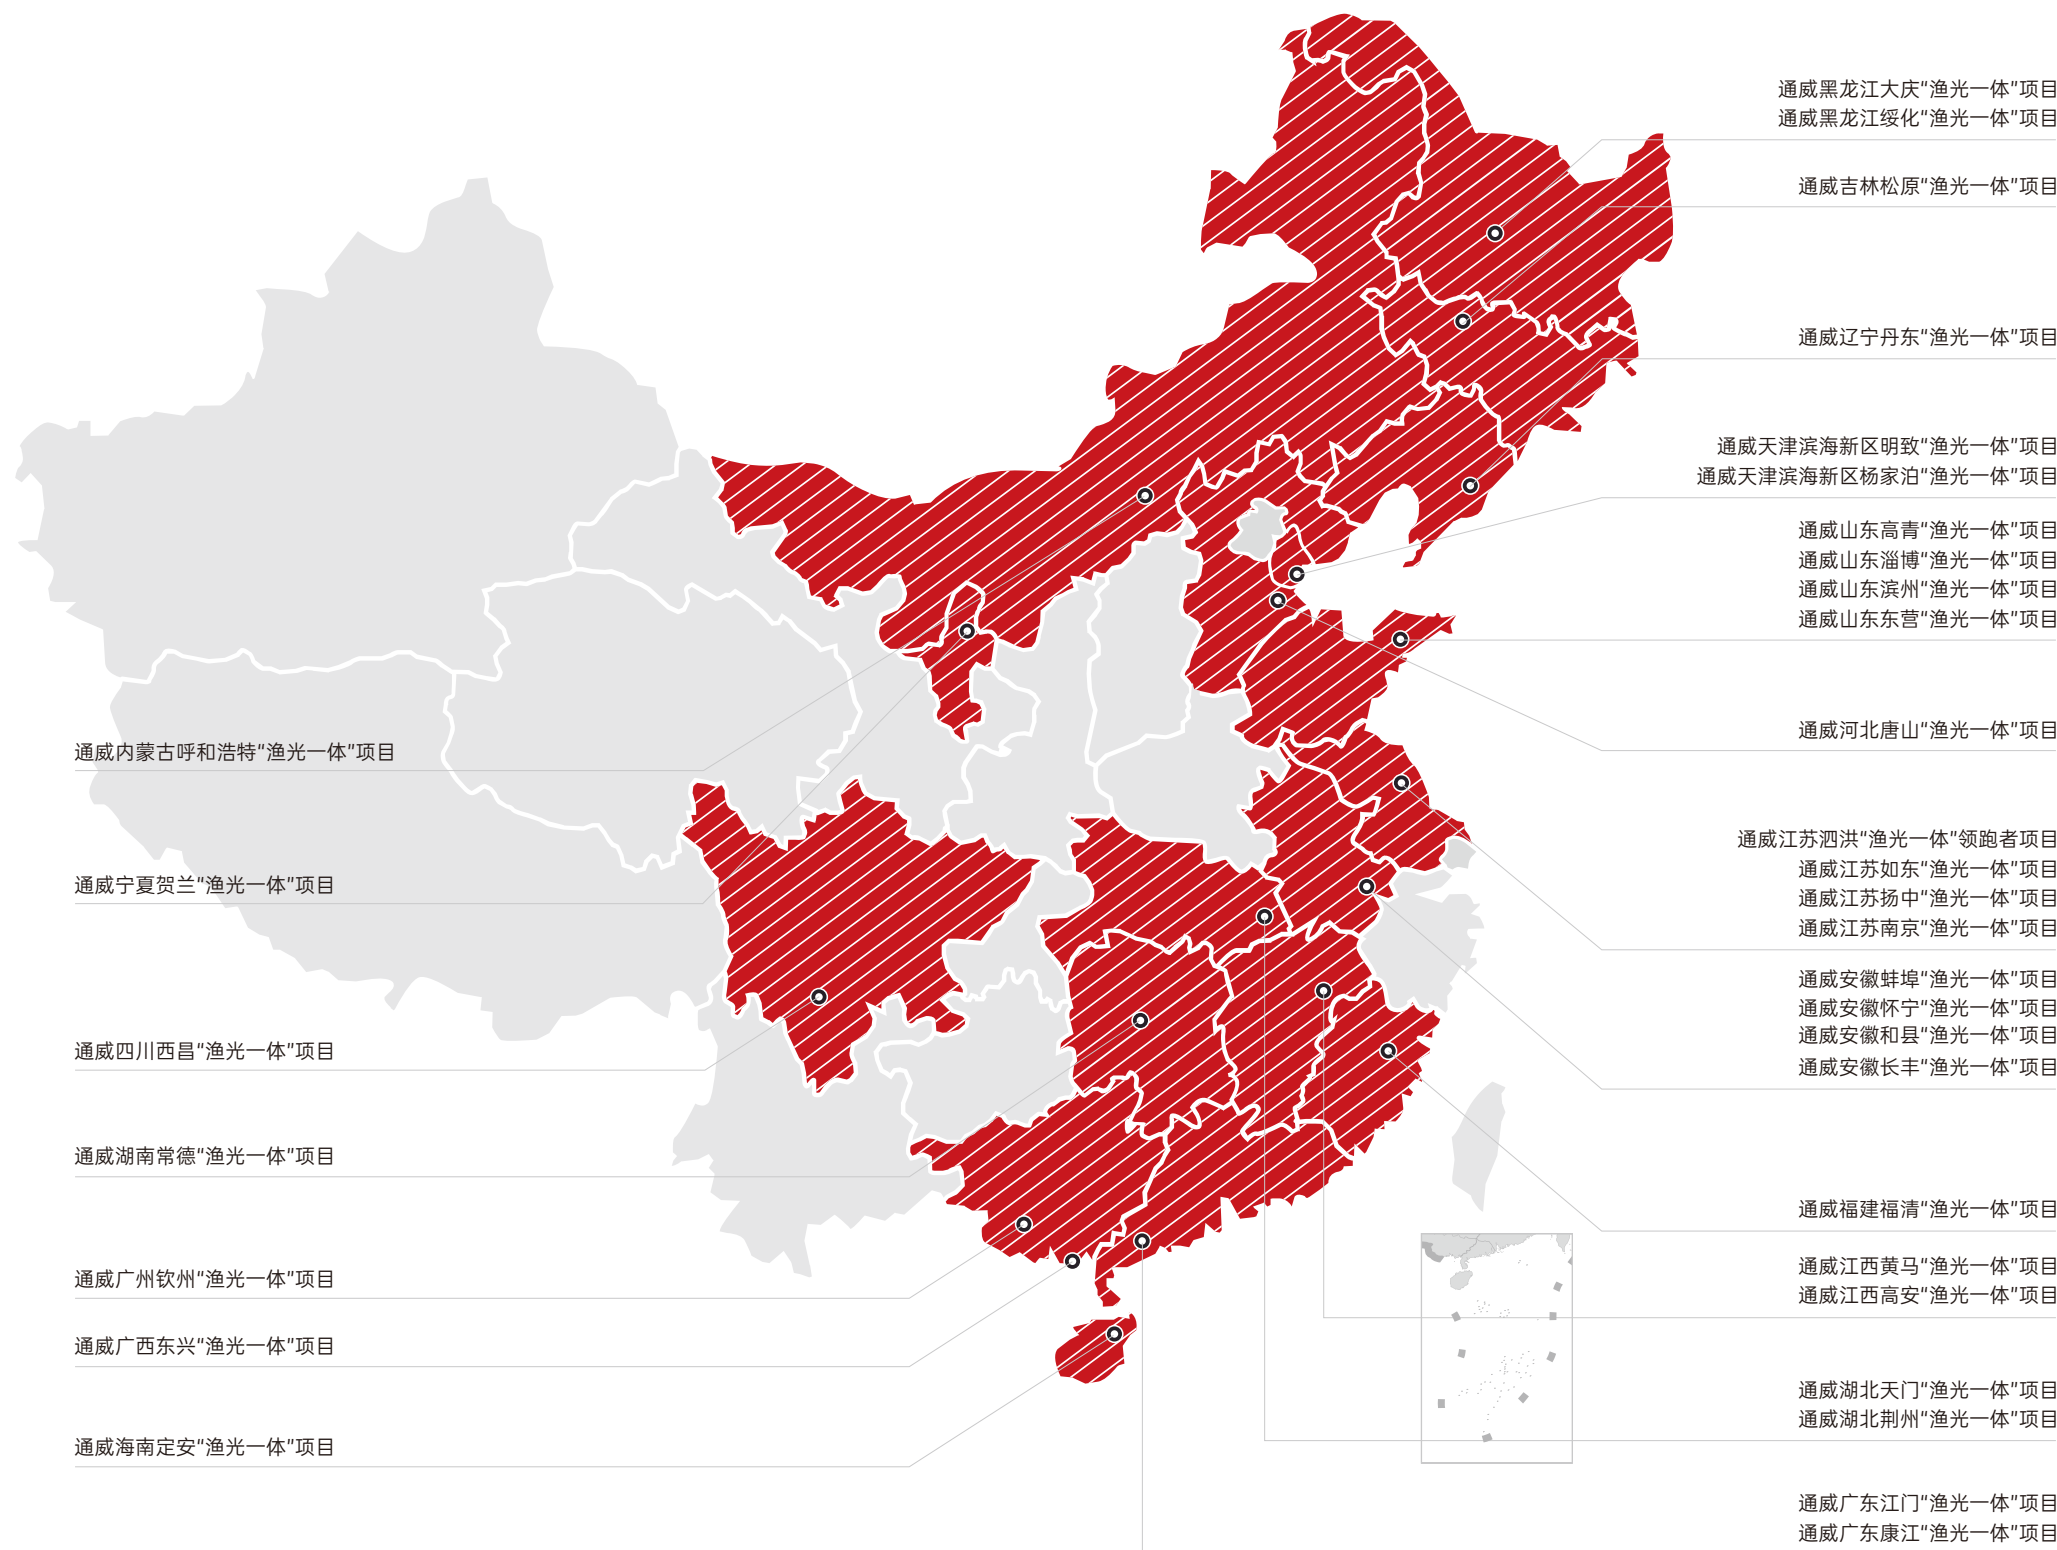 通威黑龙江大庆“渔光一体”项目
通威黑龙江绥化“渔光一体”项目
通威吉林松原“渔光一体”项目
通威辽宁丹东“渔光一体”项目
通威天津滨海新区明致“渔光一体”项目
通威天津滨海新区杨家泊“渔光一体”项目
通威山东高青“渔光一体”项目
通威山东淄博“渔光一体”项目
通威山东滨州“渔光一体”项目
通威山东东营“渔光一体”项目
通威河北唐山“渔光一体”项目
通威江苏泗洪“渔光一体”领跑者项目
通威江苏如东“渔光一体”项目
通威江苏扬中“渔光一体”项目
通威江苏南京“渔光一体”项目
通威安徽蚌埠“渔光一体”项目
通威安徽怀宁“渔光一体”项目
通威安徽和县“渔光一体”项目
通威安徽长丰“渔光一体”项目
通威福建福清“渔光一体”项目
通威江西黄马“渔光一体”项目
通威江西高安“渔光一体”项目
通威湖北天门“渔光一体”项目
通威湖北荆州“渔光一体”项目
通威广东江门“渔光一体”项目
通威广东康江“渔光一体”项目
通威内蒙古呼和浩特“渔光一体”项目
通威宁夏贺兰“渔光一体”项目
通威四川西昌“渔光一体”项目
通威湖南常德“渔光一体”项目
通威广州钦州“渔光一体”项目
通威广西东兴“渔光一体”项目
通威海南定安“渔光一体”项目